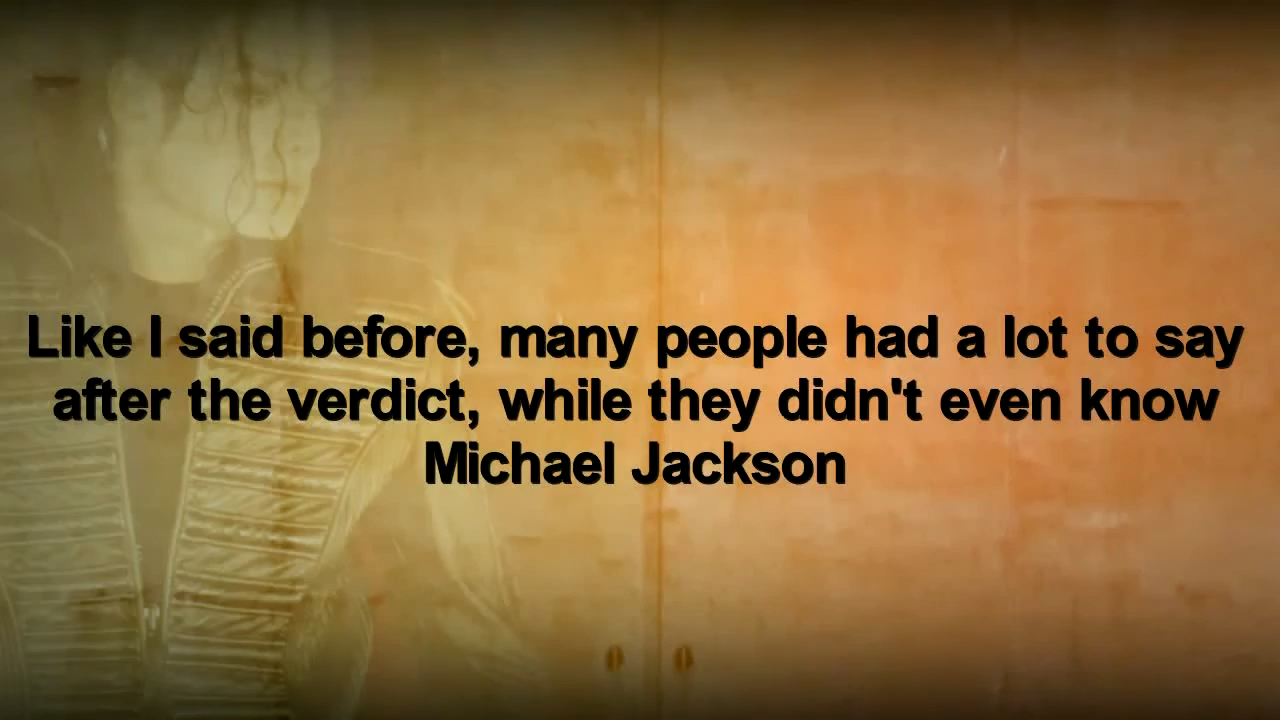 Like I said before, many people had a lot to say
after the verdict, while they didn't even know
Michael Jackson